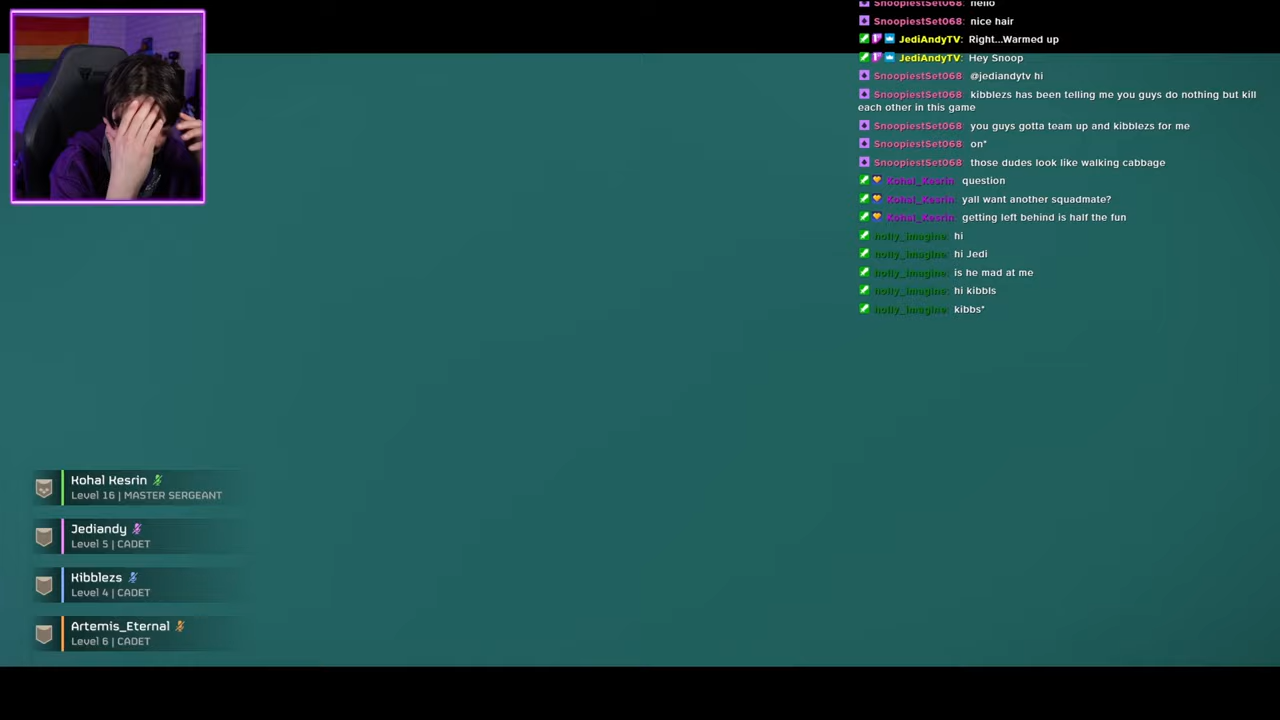 SnoopiestSet068: hello
SnoopiestSet068: nice hair
JediAndyTV: Right...Warmed up
JediAndyTV: Hey Snoop
SnoopiestSet068: @jediandytv hi
SnoopiestSet068: kibblezs has been telling me you guys do nothing but kill
each other in this game
SnoopiestSet068: you guys gotta team up and kibblezs for me
SnoopiestSet068: on*
SnoopiestSet068: those dudes look like walking cabbage
Kohal_Kesrin: question
Kohal_Kesrin: yall want another squadmate?
Kohal_Kesrin: getting left behind is half the fun
holly_imagine: hi
holly_imagine: hi Jedi
holly_imagine: is he mad at me
holly_imagine: hi kibbls
holly_imagine: kibbs*
Kohal Kesrin
Level 16 | MASTER SERGEANT
Jediandy
Level 5 | CADET
Kibblezs
Level 4 | CADET
Artemis_Eternal
Level 6 | CADET